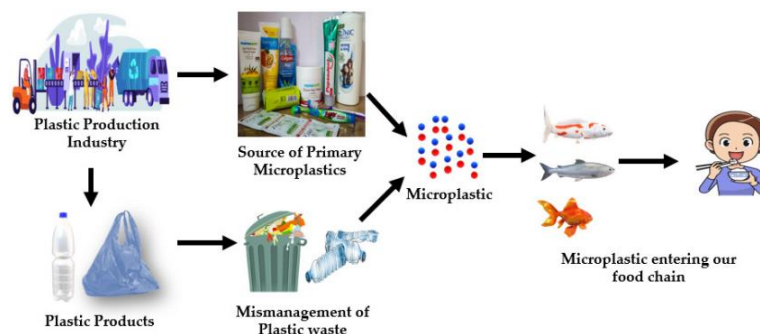 Plastic Production
Industry
Source of Primary
Microplastics
Microplastic
Microplastic entering our
food chain
Plastic Products
Mismanagement of
Plastic waste